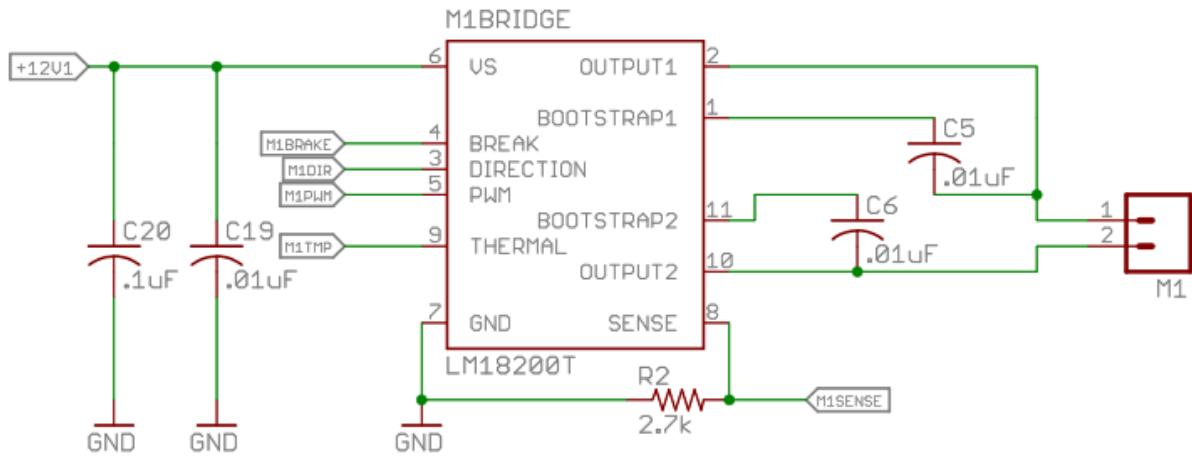 M1BRIDGE
+12V1
6
VS
OUTPUT1
2
BOOTSTRAP1
1
C5
.01uF
M1BRAKE
4
BREAK
M1DIR
3
DIRECTION
M1PWM
5
PWM
BOOTSTRAP2
11
C6
.01uF
1
2
M1
C20
.1uF
C19
.01uF
M1TMP
9
THERMAL
OUTPUT2
10
7
GND
SENSE
8
LM18200T
R2
2.7k
M1SENSE
GND
GND
GND